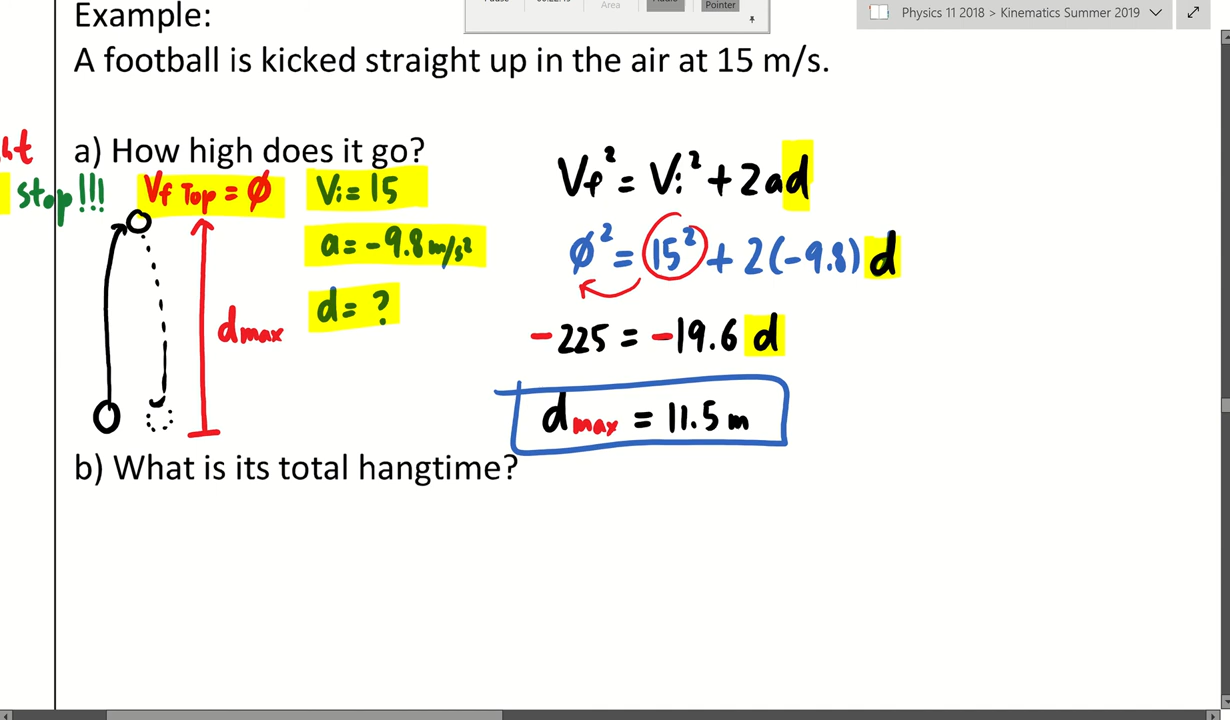 Physics 11 2018 > Kinematics Summer 2019
Area
Pointer
Example:
A football is kicked straight up in the air at 15 m/s.
a) How high does it go?
stop!!!
Vf Top = ∅
Vi = 15
a = -9.8 m/s²
d = ?
dmax
Vf² = Vi² + 2ad
∅² = 15² + 2(-9.8) d
-225 = -19.6 d
dmax = 11.5 m
b) What is its total hangtime?